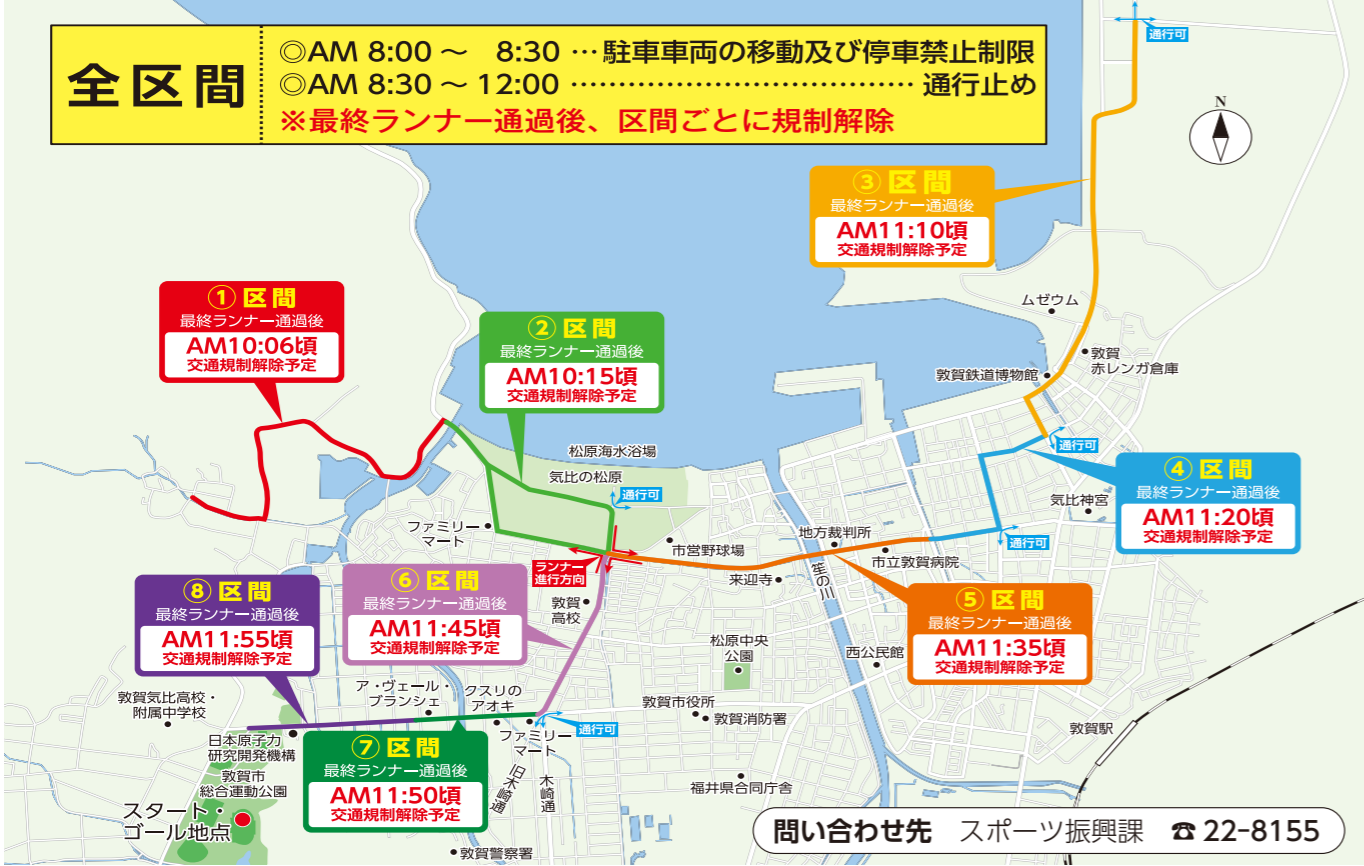 全区間
◎AM 8:00 ～ 8:30 … 駐車車両の移動及び停車禁止制限
◎AM 8:30 ～ 12:00 ………………………… 通行止め
※最終ランナー通過後、区間ごとに規制解除
通行可
N
③ 区間
最終ランナー通過後
AM11:10頃
交通規制解除予定
① 区間
最終ランナー通過後
AM10:06頃
交通規制解除予定
② 区間
最終ランナー通過後
AM10:15頃
交通規制解除予定
ムゼウム
敦賀
赤レンガ倉庫
敦賀鉄道博物館
通行可
松原海水浴場
気比の松原
通行可
④ 区間
最終ランナー通過後
AM11:20頃
交通規制解除予定
気比神宮
ファミリー
マート
地方裁判所
通行可
市営野球場
市立敦賀病院
来迎寺
笙の川
ランナー
進行方向
⑧ 区間
最終ランナー通過後
AM11:55頃
交通規制解除予定
⑥ 区間
最終ランナー通過後
AM11:45頃
交通規制解除予定
敦賀
高校
⑤ 区間
最終ランナー通過後
AM11:35頃
交通規制解除予定
松原中央
公園
西公民館
敦賀気比高校・
附属中学校
ア・ヴェール・
ブランシェ
クスリの
アオキ
敦賀市役所
敦賀消防署
敦賀駅
通行可
ファミリー
マート
日本原子力
研究開発機構
⑦ 区間
最終ランナー通過後
AM11:50頃
交通規制解除予定
敦賀市
総合運動公園
旧木崎通
木崎通
福井県合同庁舎
スタート・
ゴール地点
敦賀警察署
問い合わせ先 スポーツ振興課 ☎ 22-8155